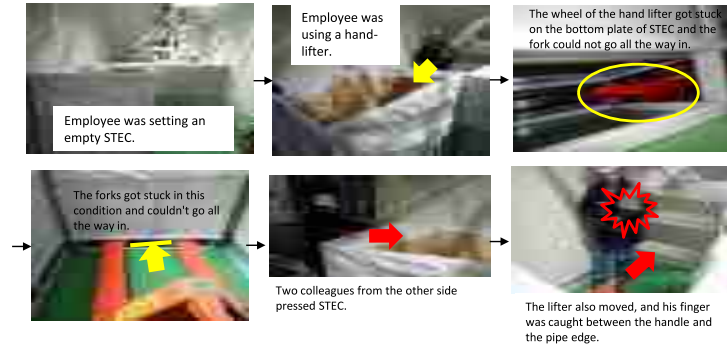 Employee was setting an
empty STEC.
Employee was
using a hand-
lifter.
The wheel of the hand lifter got stuck
on the bottom plate of STEC and the
fork could not go all the way in.
The forks got stuck in this
condition and couldn't go all
the way in.
Two colleagues from the other side
pressed STEC.
The lifter also moved, and his finger
was caught between the handle and
the pipe edge.